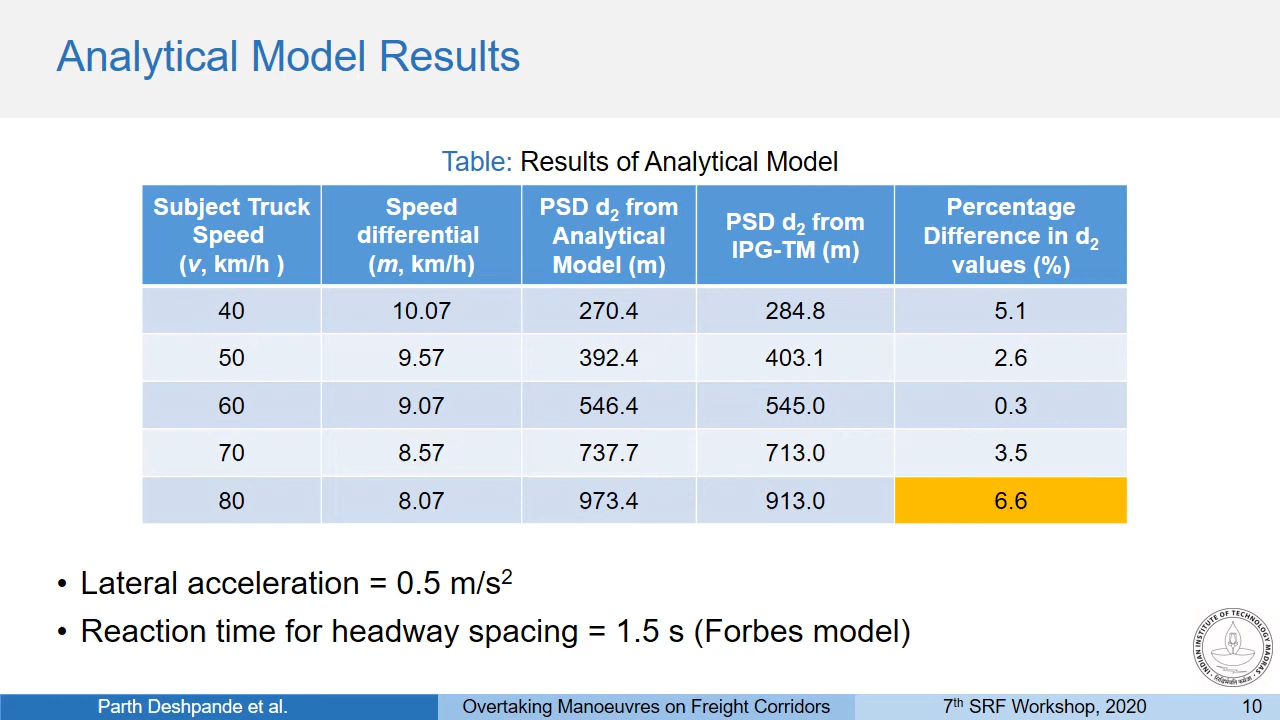 Analytical Model Results
Table: Results of Analytical Model
Subject Truck Speed (v, km/h ) | Speed differential (m, km/h) | PSD d2 from Analytical Model (m) | PSD d2 from IPG-TM (m) | Percentage Difference in d2 values (%)
40 | 10.07 | 270.4 | 284.8 | 5.1
50 | 9.57 | 392.4 | 403.1 | 2.6
60 | 9.07 | 546.4 | 545.0 | 0.3
70 | 8.57 | 737.7 | 713.0 | 3.5
80 | 8.07 | 973.4 | 913.0 | 6.6
• Lateral acceleration = 0.5 m/s²
• Reaction time for headway spacing = 1.5 s (Forbes model)
INDIAN INSTITUTE OF TECHNOLOGY MADRAS
Parth Deshpande et al. Overtaking Manoeuvres on Freight Corridors 7th SRF Workshop, 2020 10